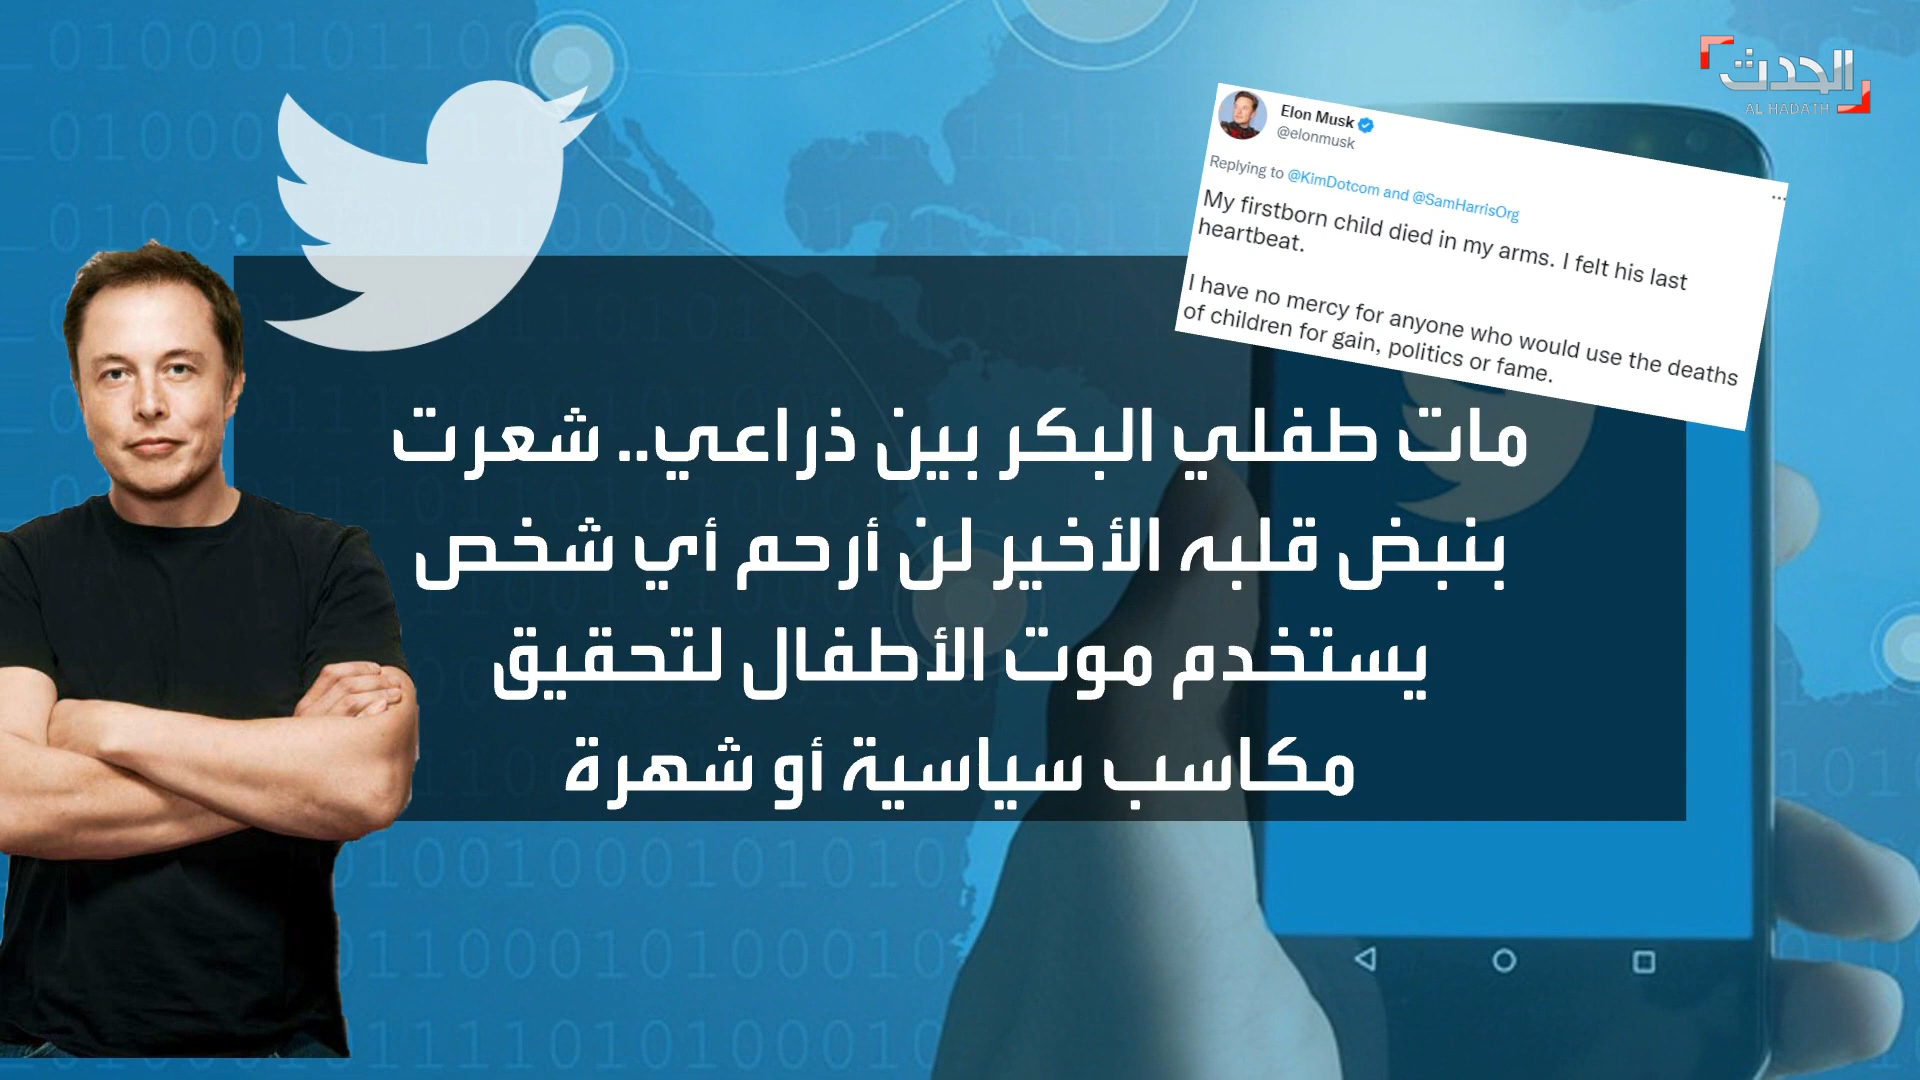 الحدث
AL HADATH
Elon Musk
@elonmusk
Replying to @KimDotcom and @SamHarrisOrg
My firstborn child died in my arms. I felt his last
heartbeat.
I have no mercy for anyone who would use the deaths
of children for gain, politics or fame.
مات طفلي البكر بين ذراعي.. شعرت
بنبض قلبه الأخير لن أرحم أي شخص
يستخدم موت الأطفال لتحقيق
مكاسب سياسية أو شهرة